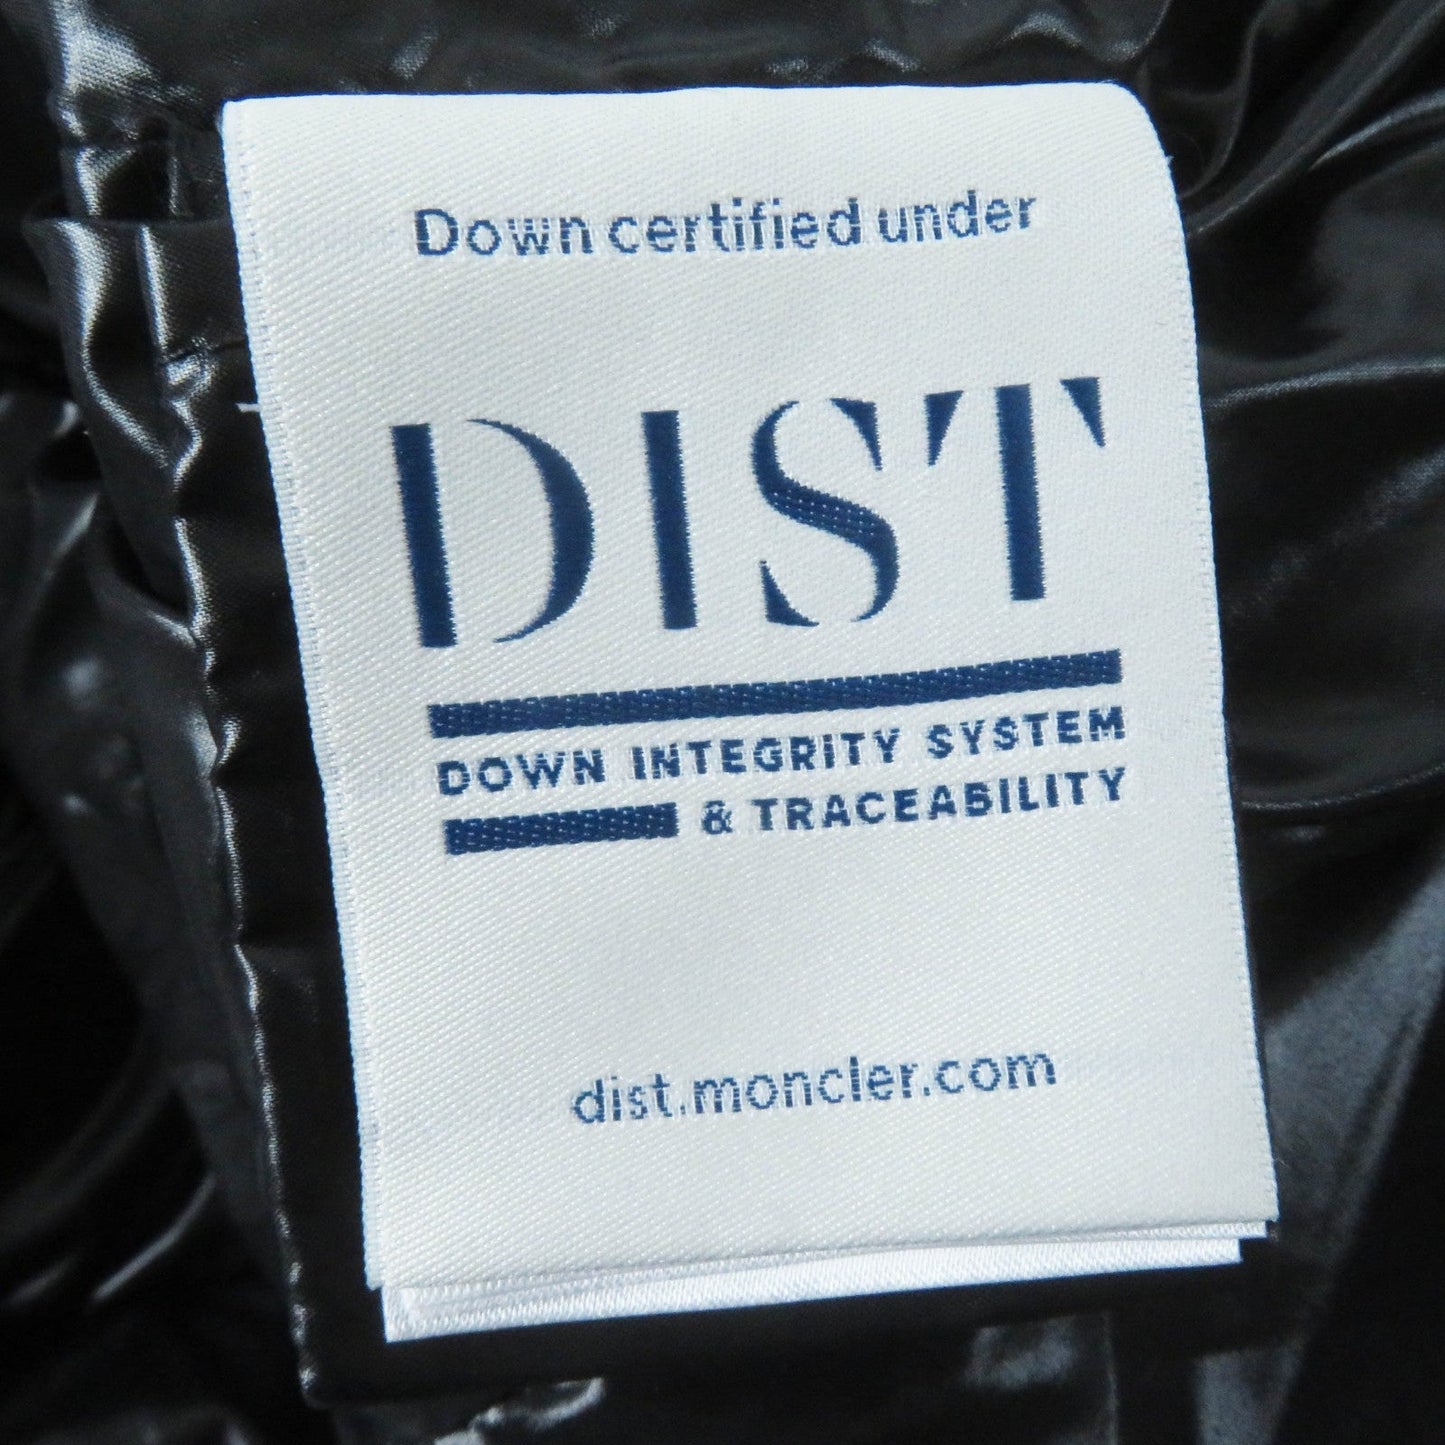 Down certified under
DIST
DOWN INTEGRITY SYSTEM
& TRACEABILITY
dist.moncler.com